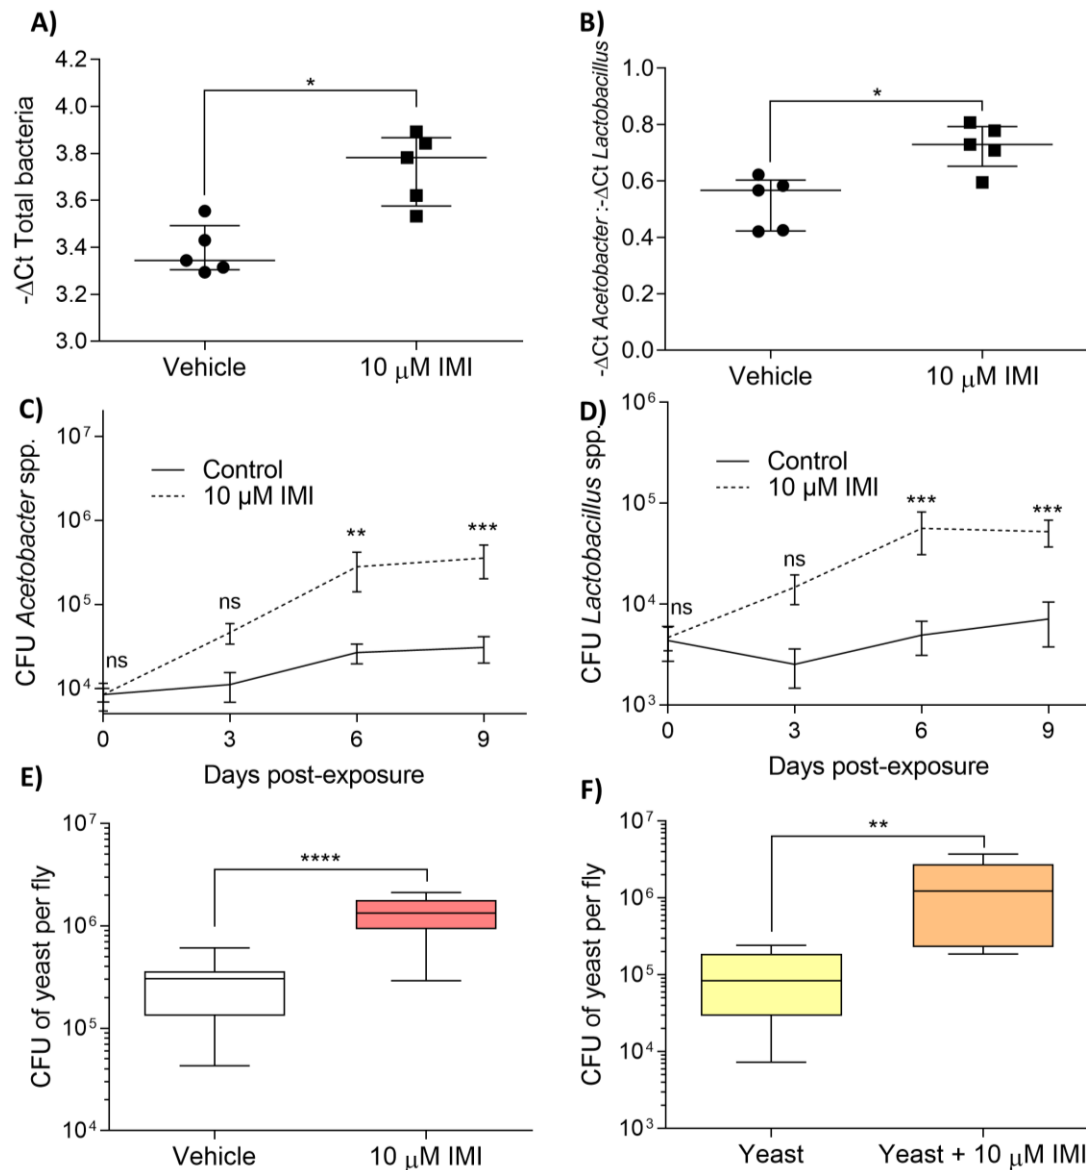 A)
-ΔCt Total bacteria
4.2
4.0
3.8
3.6
3.4
3.2
3.0
*
Vehicle
10 μM IMI
B)
-ΔCt Acetobacter :-ΔCt Lactobacillus
1.0
0.8
0.6
0.4
0.2
0.0
*
Vehicle
10 μM IMI
C)
CFU Acetobacter spp.
10⁷
10⁶
10⁵
10⁴
Control
10 μM IMI
ns
ns
**
***
0
3
6
9
Days post-exposure
D)
CFU Lactobacillus spp.
10⁶
10⁵
10⁴
10³
Control
10 μM IMI
ns
ns
***
***
0
3
6
9
Days post-exposure
E)
CFU of yeast per fly
10⁷
10⁶
10⁵
10⁴
****
Vehicle
10 μM IMI
F)
CFU of yeast per fly
10⁷
10⁶
10⁵
10⁴
10³
**
Yeast
Yeast + 10 μM IMI